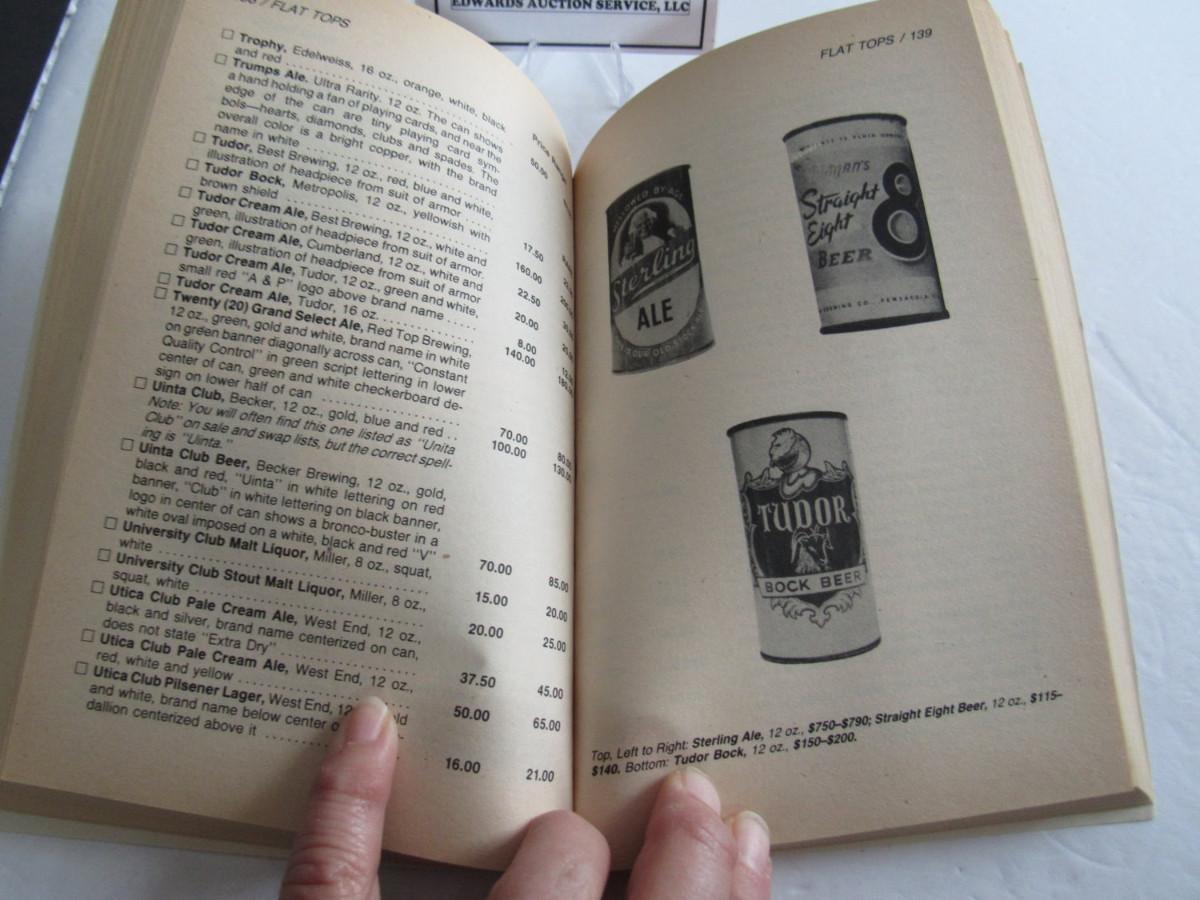 EDWARDS AUCTION SERVICE, LLC
/ FLAT TOPS
Price Range
☐ Trophy, Edelweiss, 16 oz., orange, white, black
and red
50.00
☐ Trumps Ale. Ultra Rarity. 12 oz. The can shows
a hand holding a fan of playing cards, and near the
edge of the can are tiny playing card sym-
bols—hearts, diamonds, clubs and spades. The
overall color is a bright copper, with the brand
name in white
☐ Tudor, Best Brewing, 12 oz., red, blue and white,
illustration of headpiece from suit of armor
17.50
☐ Tudor Bock, Metropolis, 12 oz., yellowish with
brown shield
160.00
☐ Tudor Cream Ale, Best Brewing, 12 oz., white and
green, illustration of headpiece from suit of armor.
22.50
☐ Tudor Cream Ale, Cumberland, 12 oz., white and
green, illustration of headpiece from suit of armor
20.00
☐ Tudor Cream Ale, Tudor, 12 oz., green and white,
small red "A & P" logo above brand name
8.00
☐ Tudor Cream Ale, Tudor, 16 oz.
140.00
☐ Twenty (20) Grand Select Ale, Red Top Brewing,
12 oz., green, gold and white, brand name in white
on green banner diagonally across can, "Constant
Quality Control" in green script lettering in lower
center of can, green and white checkerboard de-
sign on lower half of can
70.00
☐ Uinta Club, Becker, 12 oz., gold, blue and red
100.00
Note: You will often find this one listed as "Unita
Club" on sale and swap lists, but the correct spell-
ing is "Uinta."
☐ Uinta Club Beer, Becker Brewing, 12 oz., gold,
black and red, "Uinta" in white lettering on red
banner, "Club" in white lettering on black banner,
logo in center of can shows a bronco-buster in a
white oval imposed on a white, black and red "V"
70.00 85.00
☐ University Club Malt Liquor, Miller, 8 oz., squat,
white
15.00 20.00
☐ University Club Stout Malt Liquor, Miller, 8 oz.,
squat, white
20.00 25.00
☐ Utica Club Pale Cream Ale, West End, 12 oz.,
black and silver, brand name centerized on can,
does not state "Extra Dry"
37.50 45.00
☐ Utica Club Pale Cream Ale, West End, 12 oz.,
red, white and yellow
50.00 65.00
☐ Utica Club Pilsener Lager, West End,
and white, brand name below center
dallion centerized above it
16.00 21.00
FLAT TOPS / 139
MELLOWED BY AGE
Sterling
ALE
Straight
Eight
8
BEER
TUDOR
BOCK BEER
Top, Left to Right: Sterling Ale, 12 oz., $750–$790; Straight Eight Beer, 12 oz., $115–
$140. Bottom: Tudor Bock, 12 oz., $150–$200.